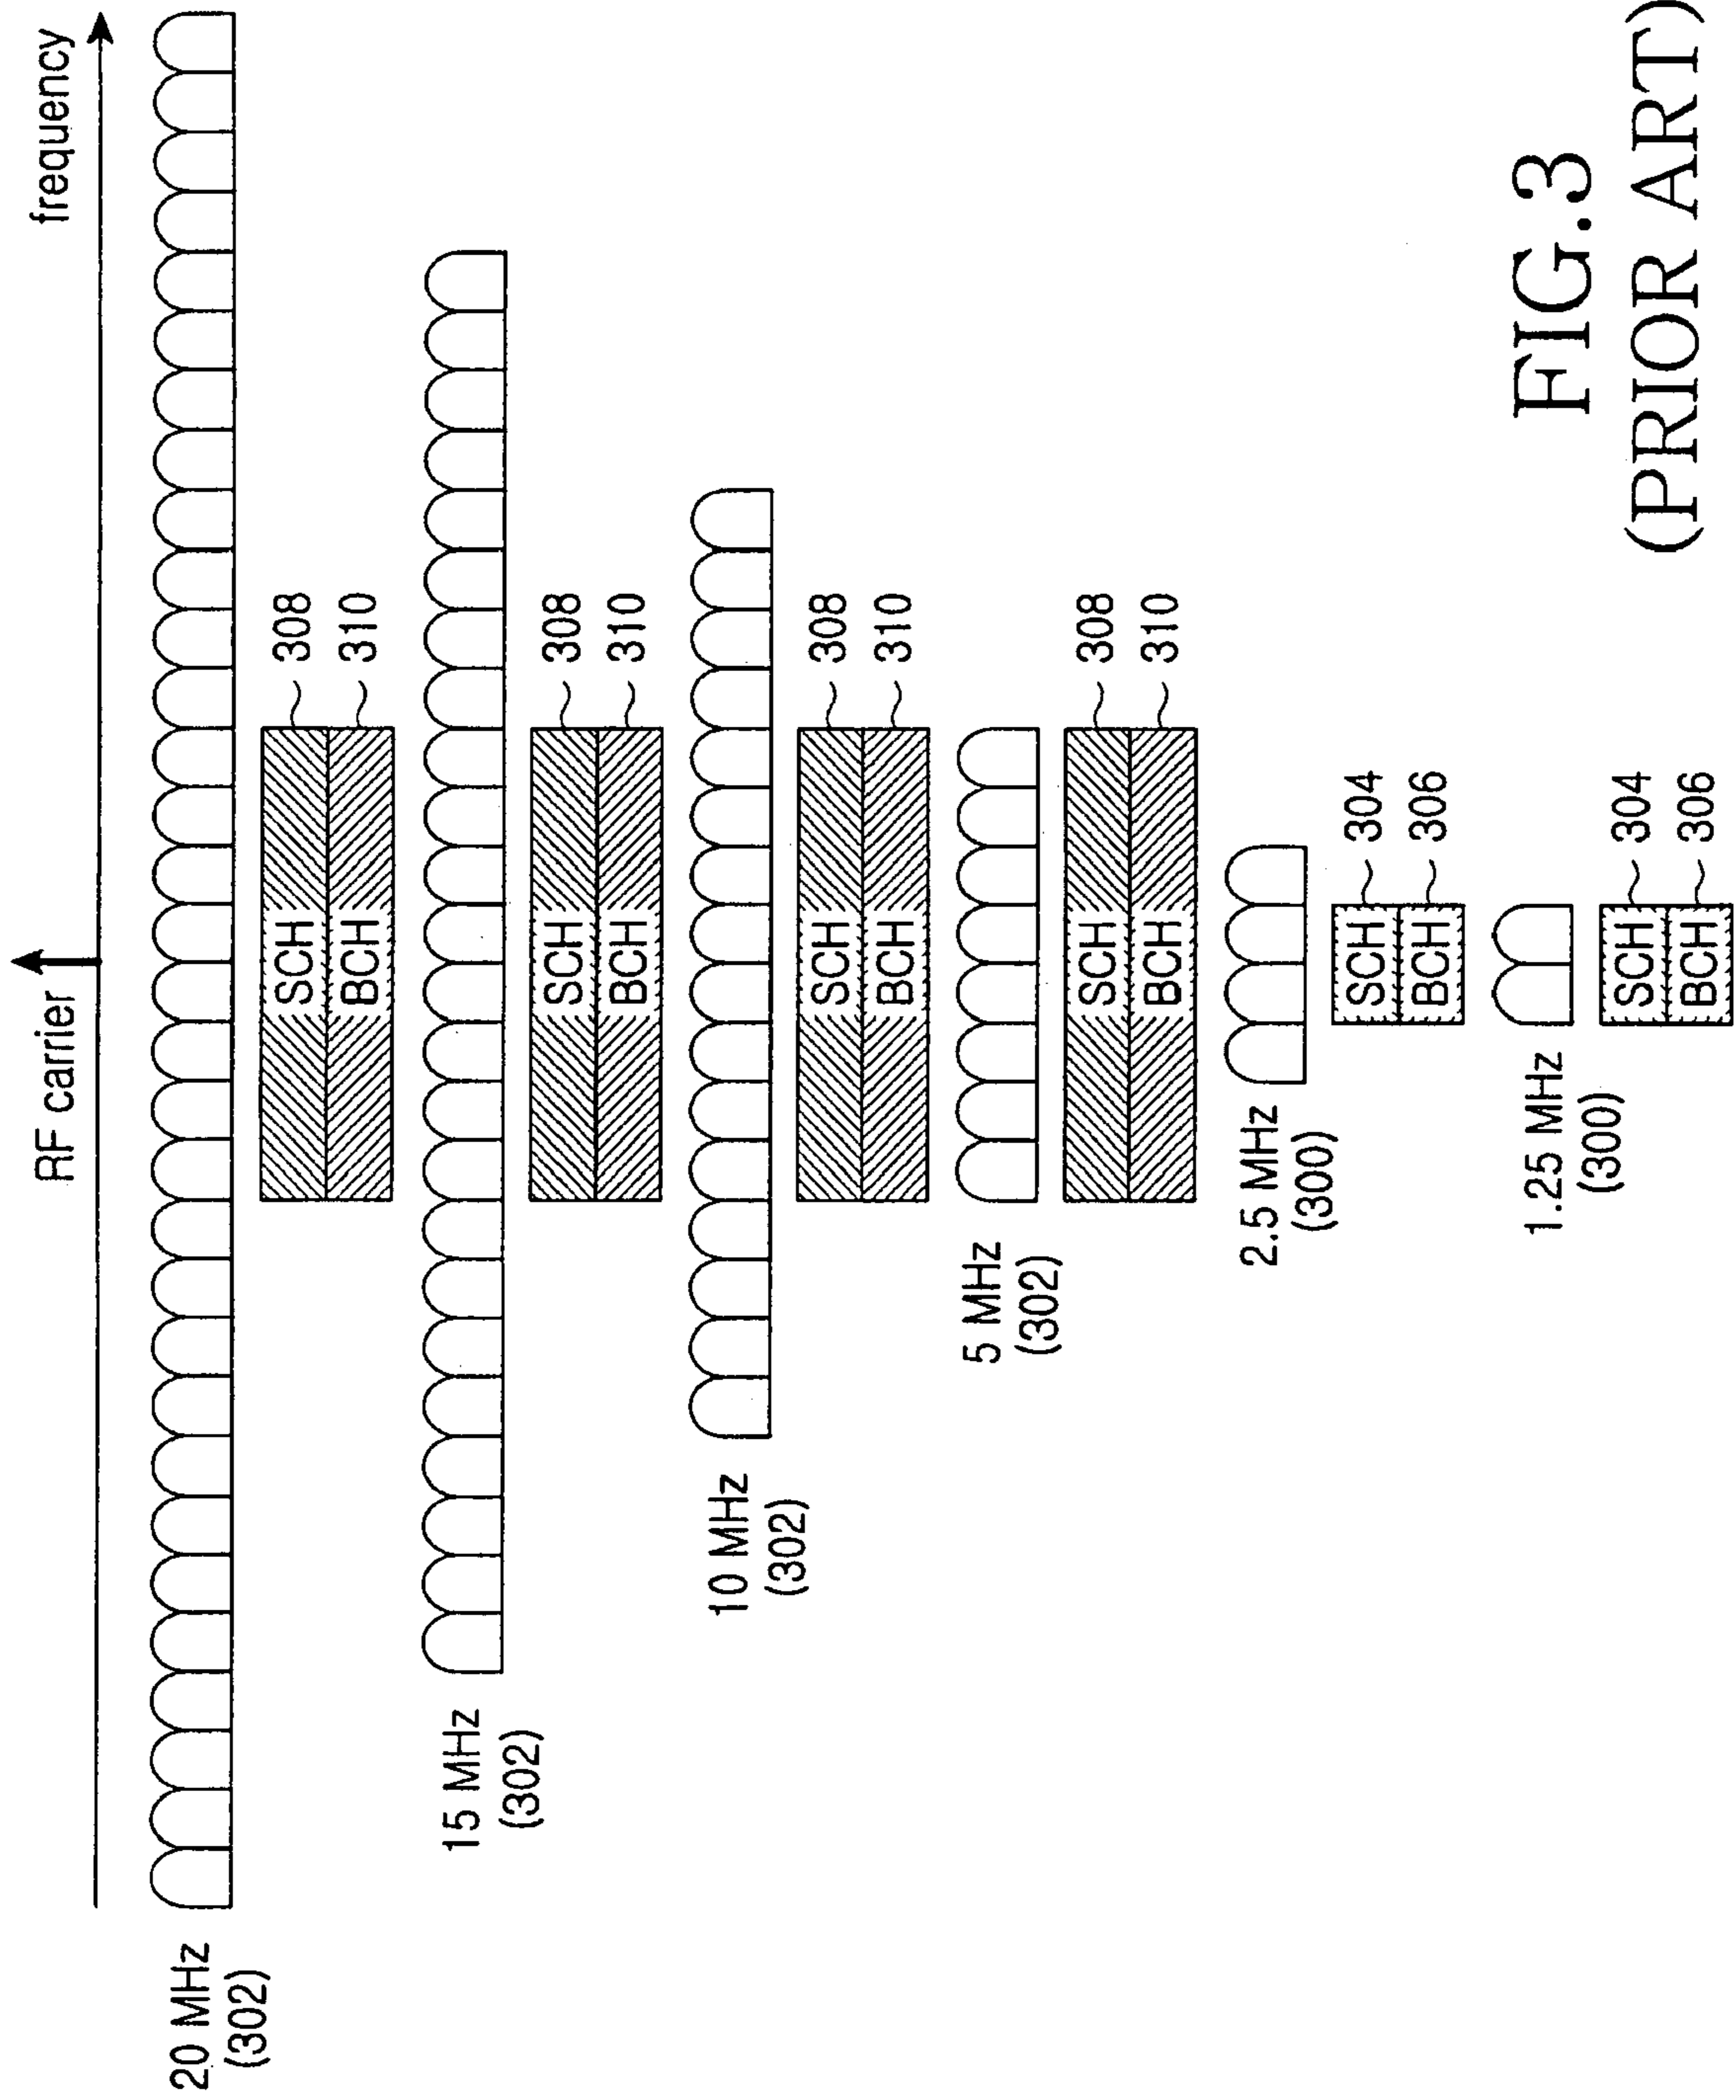 RF carrier
frequency
20 MHz
(302)
SCH
308
BCH
310
15 MHz
(302)
SCH
308
BCH
310
10 MHz
(302)
SCH
308
BCH
310
5 MHz
(302)
SCH
308
BCH
310
2.5 MHz
(300)
SCH
304
BCH
306
1.25 MHz
(300)
SCH
304
BCH
306
FIG.3
(PRIOR ART)